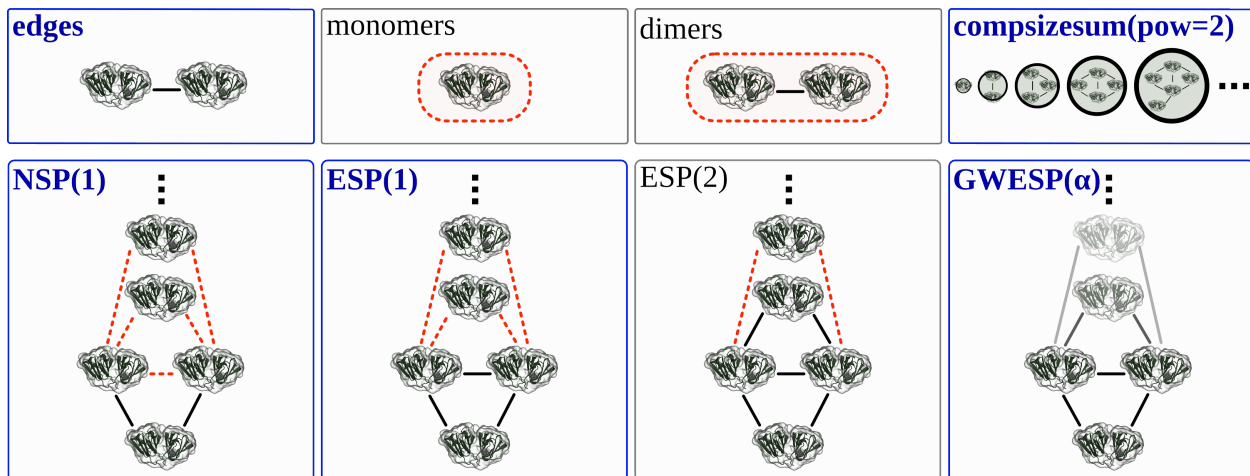 edges
monomers
dimers
compsizesum(pow=2)
NSP(1)
ESP(1)
ESP(2)
GWESP(α)